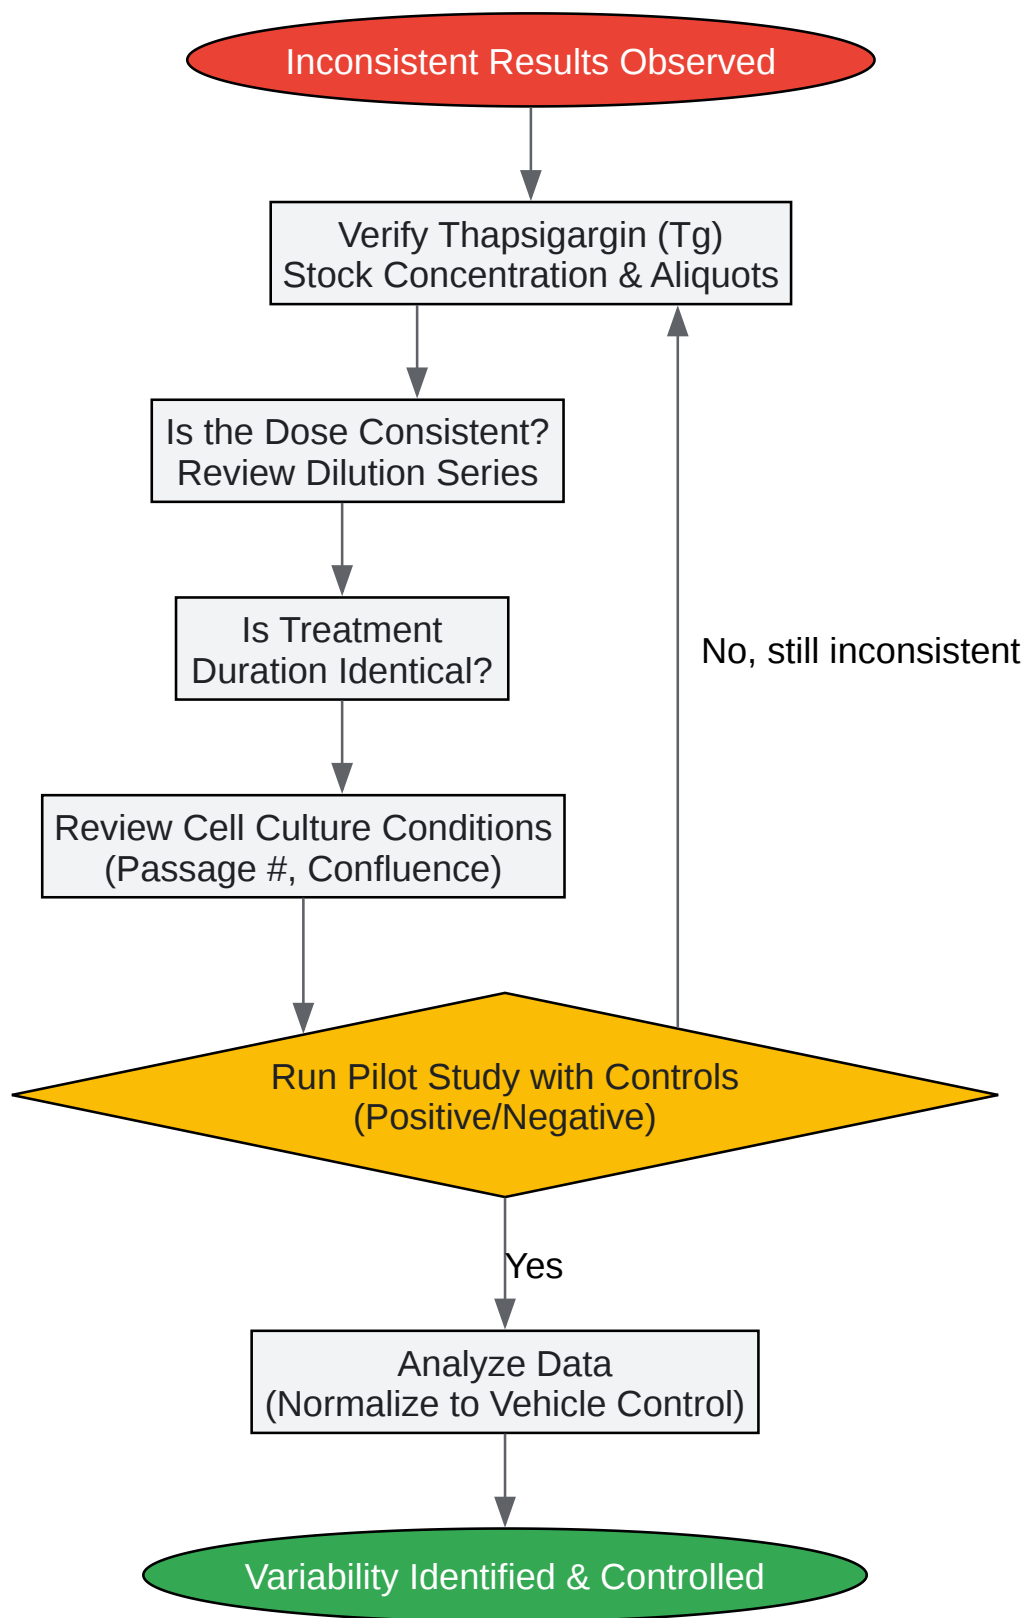 Inconsistent Results Observed
Verify Thapsigargin (Tg)
Stock Concentration & Aliquots
Is the Dose Consistent?
Review Dilution Series
Is Treatment
Duration Identical?
No, still inconsistent
Review Cell Culture Conditions
(Passage #, Confluence)
Run Pilot Study with Controls
(Positive/Negative)
Yes
Analyze Data
(Normalize to Vehicle Control)
Variability Identified & Controlled